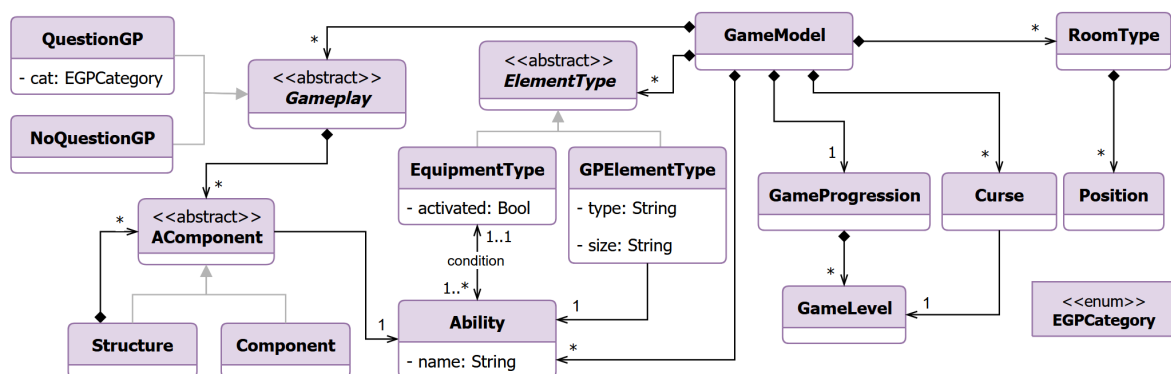 QuestionGP
- cat: EGPCategory
NoQuestionGP
*
<<abstract>>
Gameplay
*
<<abstract>>
ElementType
*
GameModel
*
RoomType
EquipmentType
- activated: Bool
GPElementType
- type: String
- size: String
1
GameProgression
*
Curse
*
Position
*
<<abstract>>
AComponent
1..1
condition
1..*
*
GameLevel
1
<<enum>>
EGPCategory
Structure
Component
1
Ability
- name: String
1
*